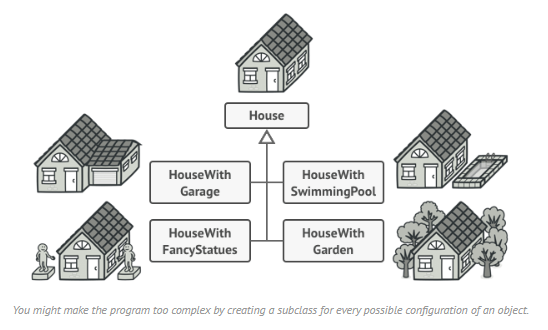 House
HouseWith
Garage
HouseWith
SwimmingPool
HouseWith
FancyStatues
HouseWith
Garden
You might make the program too complex by creating a subclass for every possible configuration of an object.